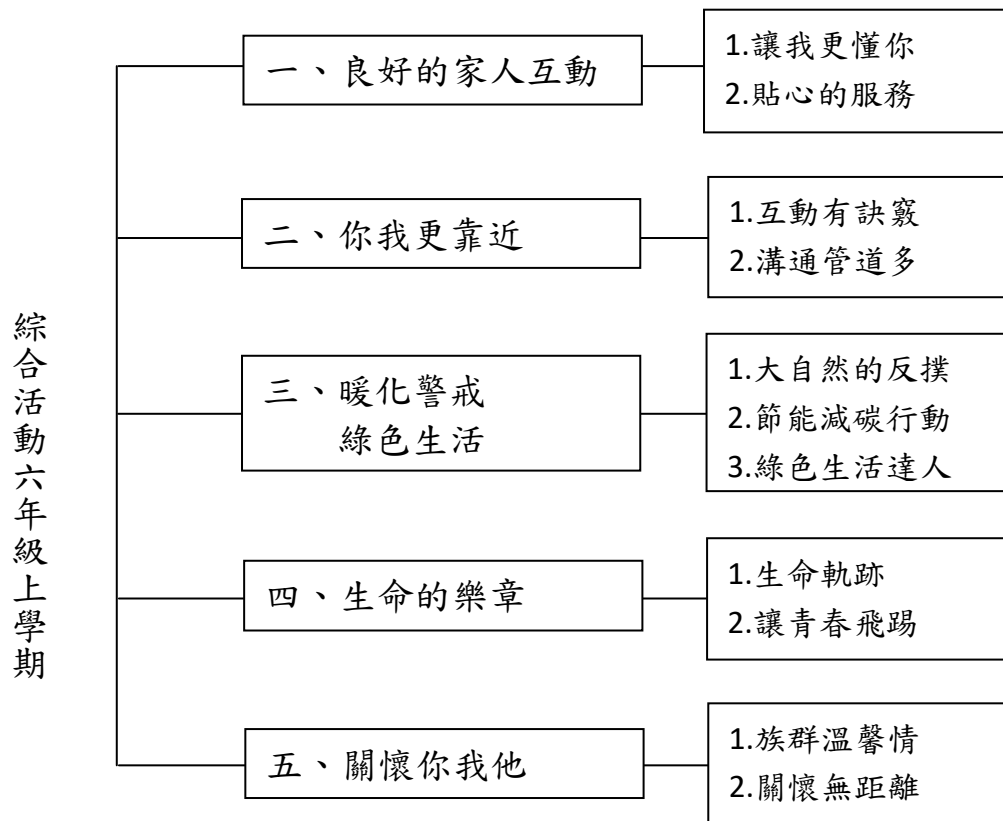 綜合活動六年級上學期
一、良好的家人互動
1.讓我更懂你
2.貼心的服務
二、你我更靠近
1.互動有訣竅
2.溝通管道多
三、暖化警戒
綠色生活
1.大自然的反撲
2.節能減碳行動
3.綠色生活達人
四、生命的樂章
1.生命軌跡
2.讓青春飛踢
五、關懷你我他
1.族群溫馨情
2.關懷無距離